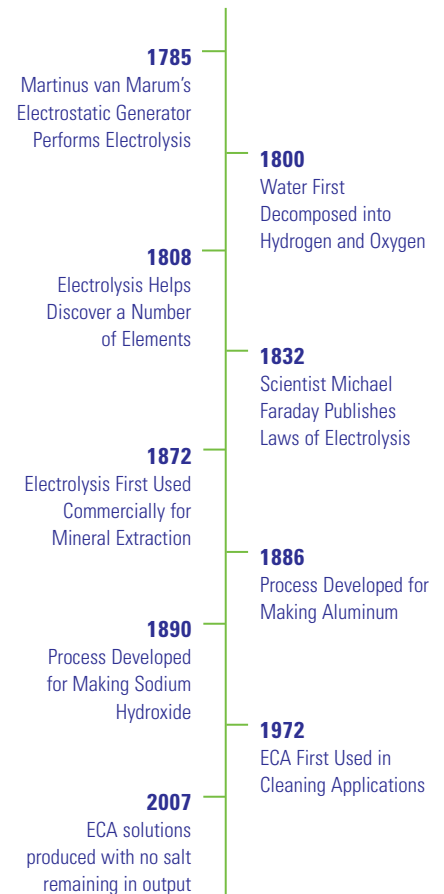 1785
Martinus van Marum's
Electrostatic Generator
Performs Electrolysis
1800
Water First
Decomposed into
Hydrogen and Oxygen
1808
Electrolysis Helps
Discover a Number
of Elements
1832
Scientist Michael
Faraday Publishes
Laws of Electrolysis
1872
Electrolysis First Used
Commercially for
Mineral Extraction
1886
Process Developed for
Making Aluminum
1890
Process Developed
for Making Sodium
Hydroxide
1972
ECA First Used in
Cleaning Applications
2007
ECA solutions
produced with no salt
remaining in output